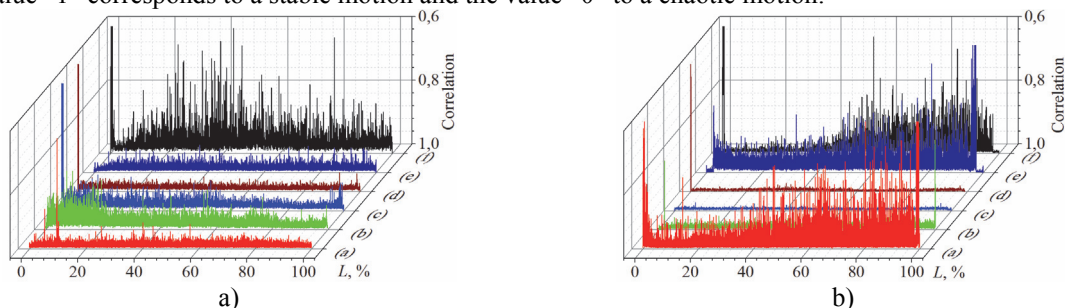 value "1" corresponds to a stable motion and the value "0" to a chaotic motion.
0,6
0,8
1,0
Correlation
(f)
(e)
(d)
(c)
(b)
(a)
0 20 40 60 80 100 L, %
a)
0,6
0,8
1,0
Correlation
(f)
(e)
(d)
(c)
(b)
(a)
0 20 40 60 80 100 L, %
b)